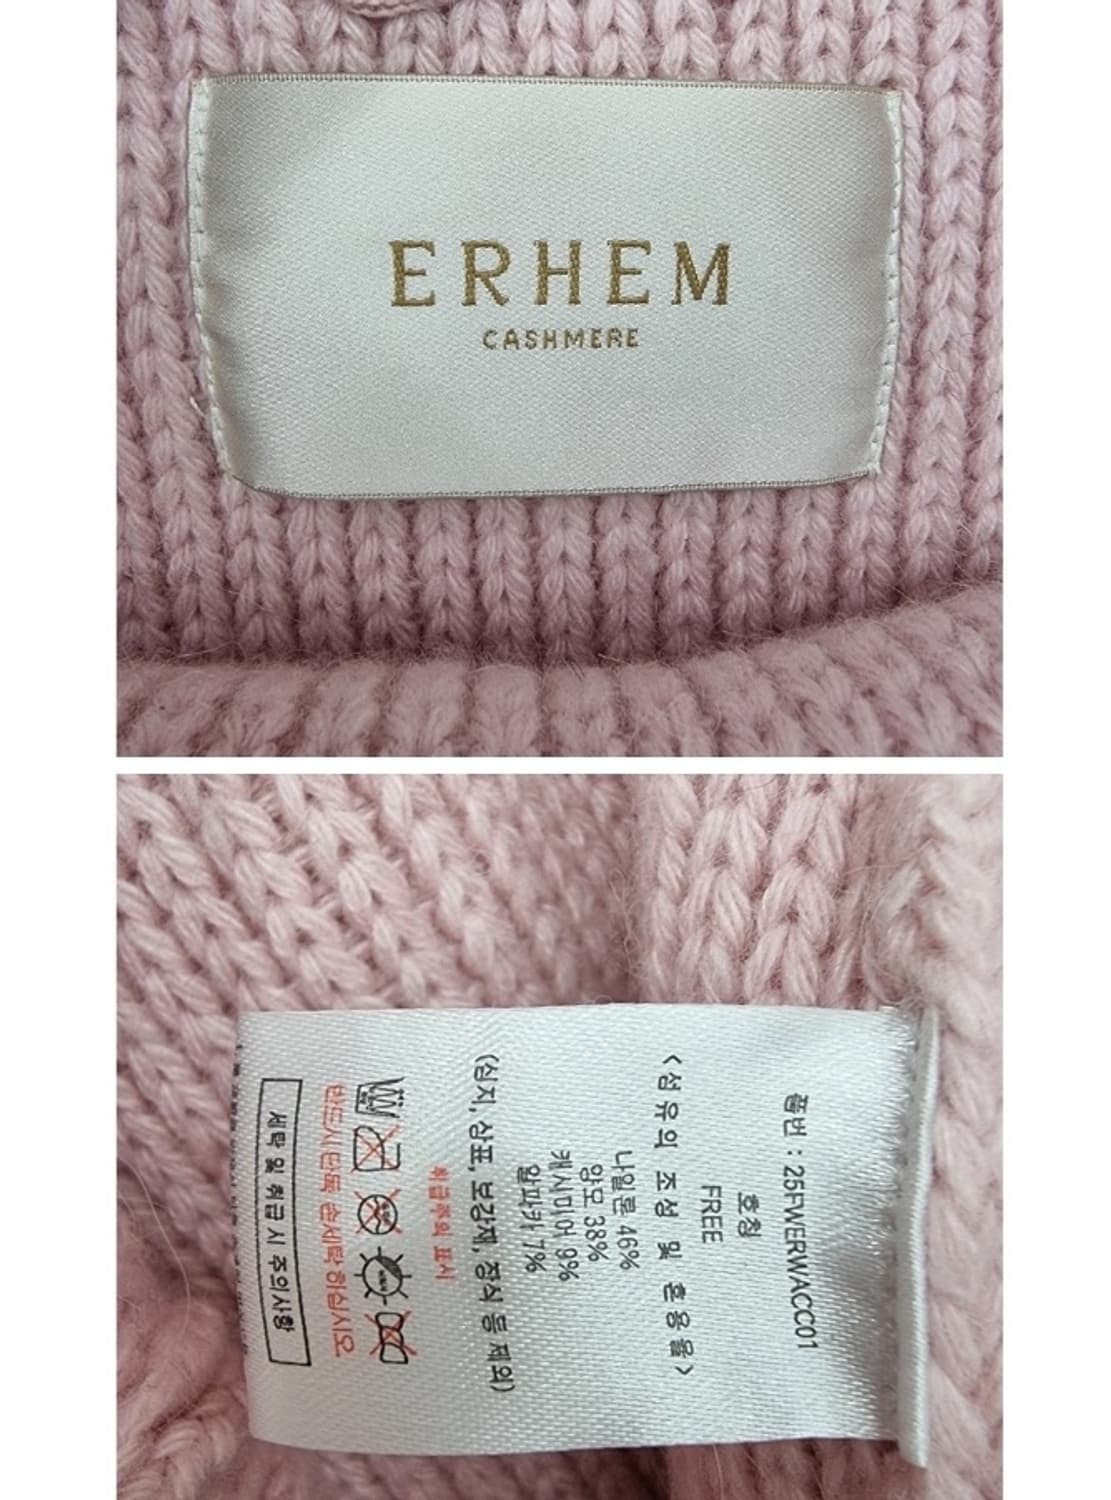 ERHEM
CASHMERE
품번 : 25FWERWACC01
호칭
FREE
<섬유의 조성 및 혼용율>
나일론 46%
양모 38%
캐시미어 9%
알파카 7%
(심지, 상표, 보강재, 장식 등 제외)
취급주의 표시
반드시 단독 손세탁 하십시오
세탁 및 취급 시 주의사항